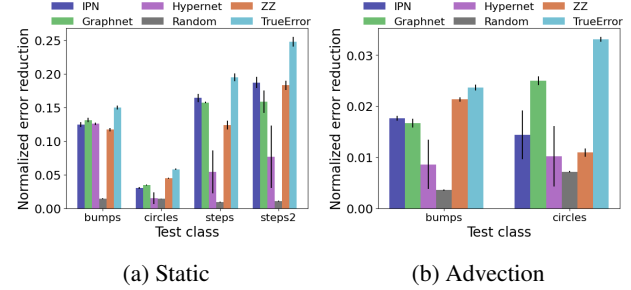 IPN Hypernet ZZ
Graphnet Random TrueError
Normalized error reduction
0.25
0.20
0.15
0.10
0.05
0.00
bumps circles steps steps2
Test class
(a) Static
IPN Hypernet ZZ
Graphnet Random TrueError
Normalized error reduction
0.03
0.02
0.01
0.00
bumps circles
Test class
(b) Advection